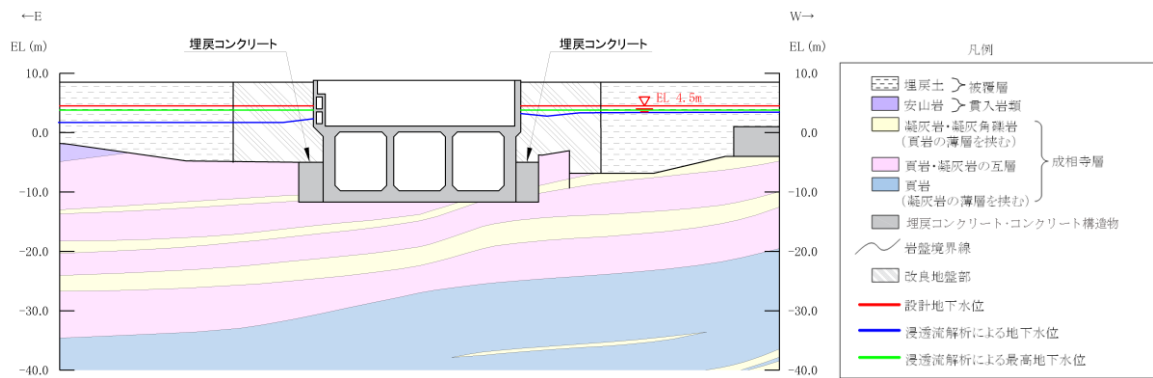 ←E
W→
EL (m)
EL (m)
埋戻コンクリート
埋戻コンクリート
凡例
10.0
0.0
-10.0
-20.0
-30.0
-40.0
10.0
0.0
-10.0
-20.0
-30.0
-40.0
EL 4.5m
埋戻土
被覆層
安山岩
貫入岩類
凝灰岩・凝灰角礫岩
(頁岩の薄層を挟む)
成相寺層
頁岩・凝灰岩の互層
頁岩
(凝灰岩の薄層を挟む)
埋戻コンクリート・コンクリート構造物
岩盤境界線
改良地盤部
設計地下水位
浸透流解析による地下水位
浸透流解析による最高地下水位